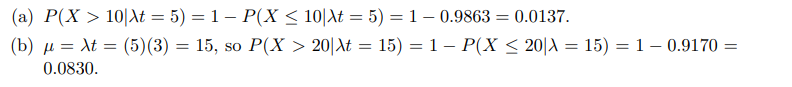 (a) P(X > 10|λt = 5) = 1 − P(X ≤ 10|λt = 5) = 1 − 0.9863 = 0.0137.
(b) μ = λt = (5)(3) = 15, so P(X > 20|λt = 15) = 1 − P(X ≤ 20|λ = 15) = 1 − 0.9170 =
0.0830.